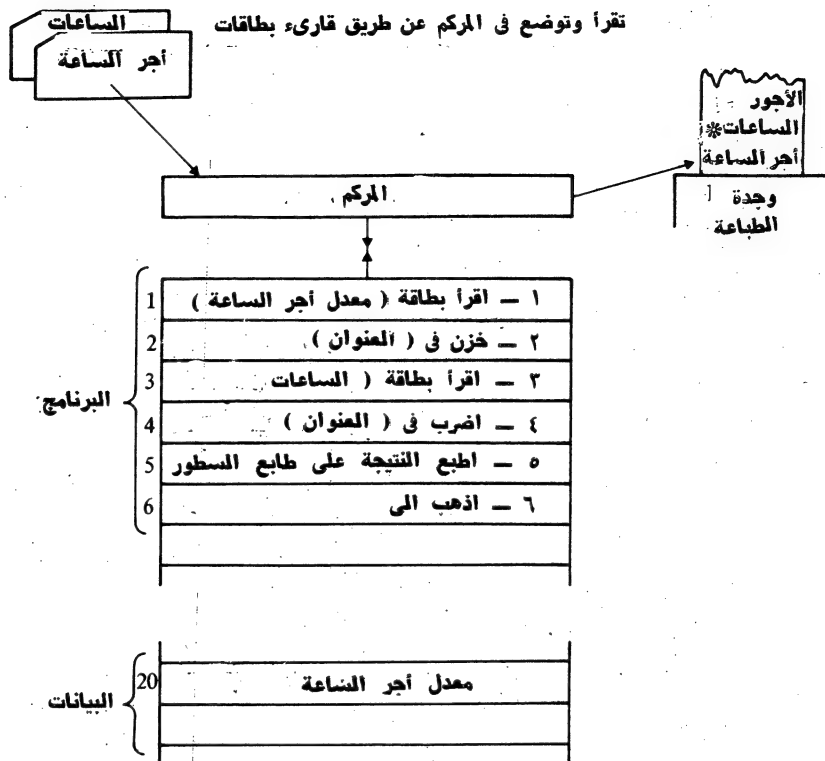 تقرأ وتوضع فى المركم عن طريق قارىء بطاقات
الساعات
أجر الساعة
الأجور -
الساعات*
أجر الساعة
وحدة
الطباعة
المركم
البرنامج
1 ١ — اقرأ بطاقة ( معدل أجر الساعة )
2 ٢ — خزن فى ( العنوان )
3 ٣ — اقرأ بطاقة ( الساعات
4 ٤ — اضرب فى ( العنوان )
5 ٥ — اطبع النتيجة على طابع السطور
6 ٦ — اذهب الى
البيانات
20 معدل أجر الساعة